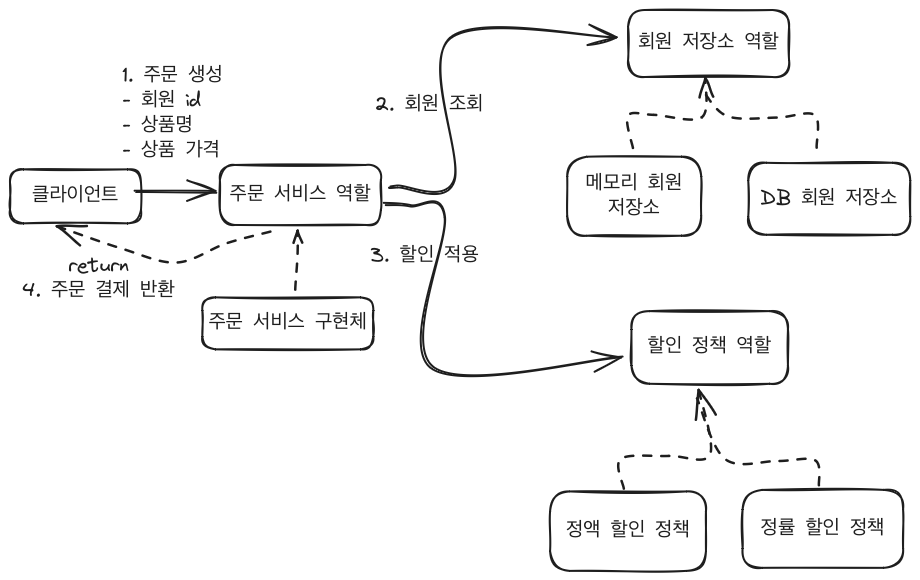 회원 저장소 역할
1. 주문 생성
- 회원 id
- 상품명
- 상품 가격
2. 회원 조회
클라이언트
주문 서비스 역할
메모리 회원
저장소
DB 회원 저장소
3. 할인 적용
return
4. 주문 결제 반환
주문 서비스 구현체
할인 정책 역할
정액 할인 정책
정률 할인 정책